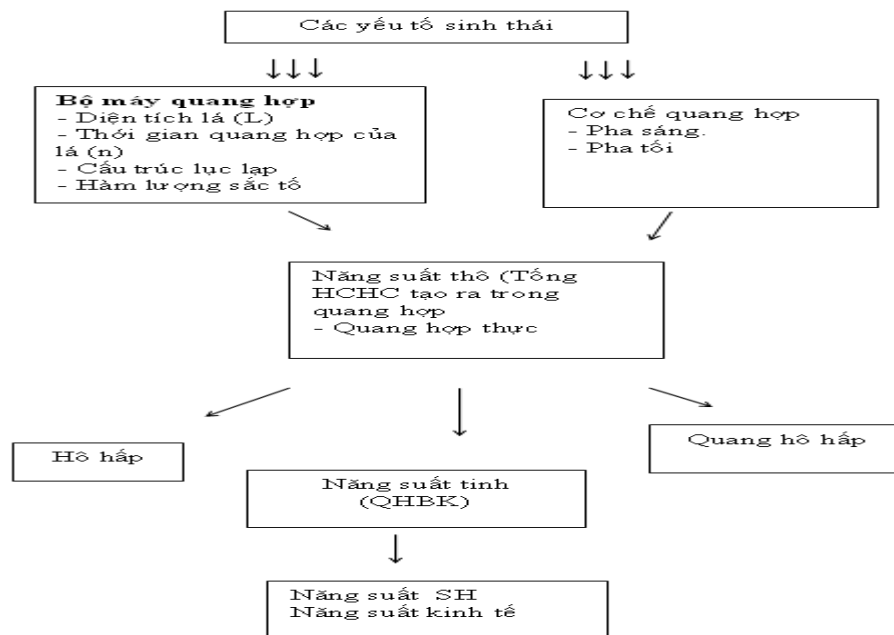 Các yếu tố sinh thái
Bộ máy quang hợp
- Diện tích lá (L)
- Thới gian quang hợp của
lá (n)
- Cấu trúc lục lạp
- Hàm lượng sắc tố
Cơ chế quang hợp
- Pha sáng.
- Pha tối
Năng suất thô (Tổng
HCHC tạo ra trong
quang hợp
- Quang hợp thực
Hô hấp
Quang hô hấp
Năng suất tinh
(QHBK)
Năng suất SH
Năng suất kinh tế